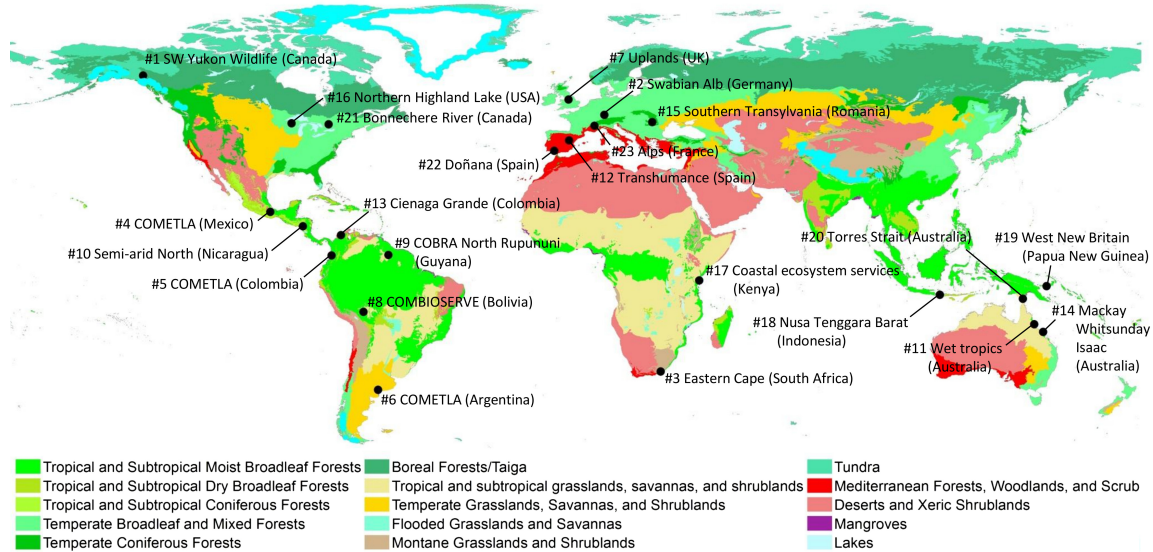 #1 SW Yukon Wildlife (Canada)
#7 Uplands (UK)
#2 Swabian Alb (Germany)
#16 Northern Highland Lake (USA)
#15 Southern Transylvania (Romania)
#21 Bonnechere River (Canada)
#23 Alps (France)
#22 Doñana (Spain)
#12 Transhumance (Spain)
#13 Cienaga Grande (Colombia)
#4 COMETLA (Mexico)
#20 Torres Strait (Australia)
#19 West New Britain
(Papua New Guinea)
#10 Semi-arid North (Nicaragua)
#9 COBRA North Rupununi
(Guyana)
#17 Coastal ecosystem services
(Kenya)
#5 COMETLA (Colombia)
#8 COMBIOSERVE (Bolivia)
#18 Nusa Tenggara Barat
(Indonesia)
#14 Mackay
Whitsunday
Isaac
(Australia)
#11 Wet tropics
(Australia)
#3 Eastern Cape (South Africa)
#6 COMETLA (Argentina)
Tropical and Subtropical Moist Broadleaf Forests
Tropical and Subtropical Dry Broadleaf Forests
Tropical and Subtropical Coniferous Forests
Temperate Broadleaf and Mixed Forests
Temperate Coniferous Forests
Boreal Forests/Taiga
Tropical and subtropical grasslands, savannas, and shrublands
Temperate Grasslands, Savannas, and Shrublands
Flooded Grasslands and Savannas
Montane Grasslands and Shrublands
Tundra
Mediterranean Forests, Woodlands, and Scrub
Deserts and Xeric Shrublands
Mangroves
Lakes